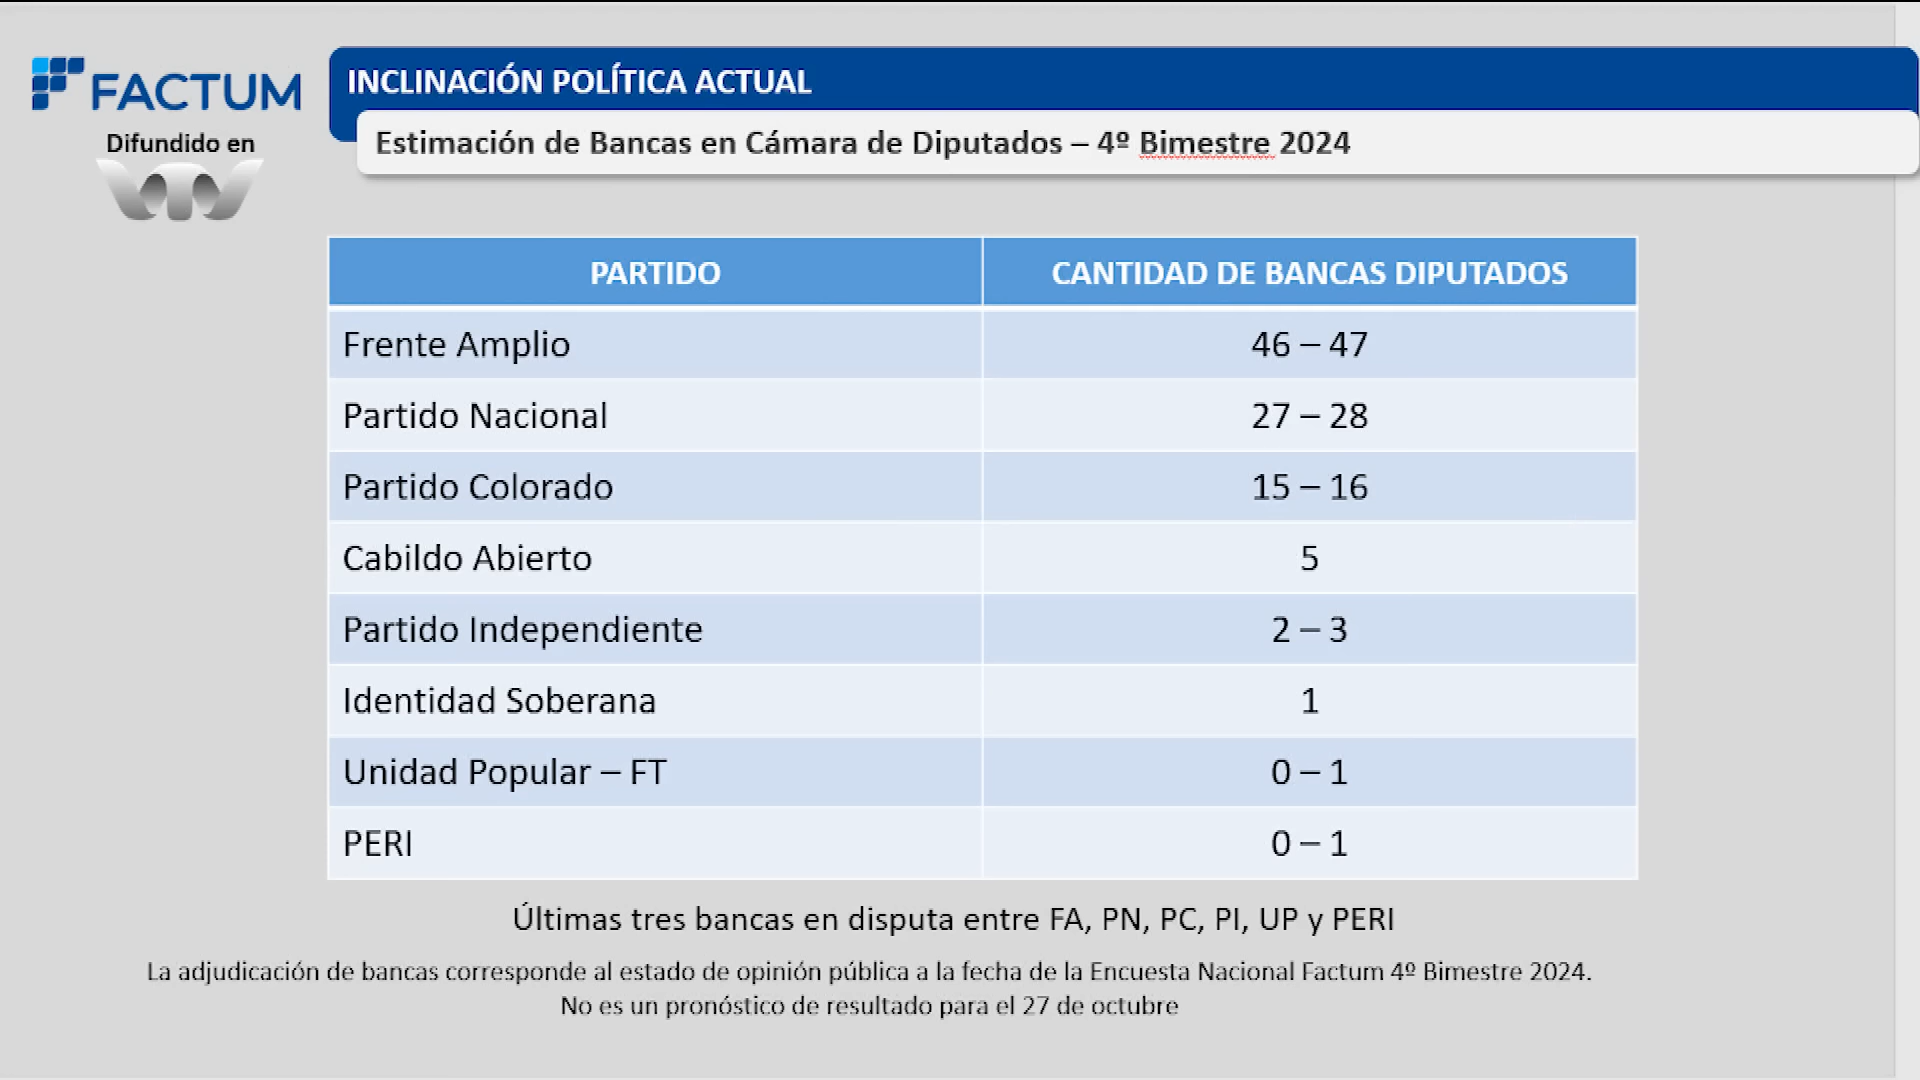 FACTUM
Difundido en
VTV
INCLINACIÓN POLÍTICA ACTUAL
Estimación de Bancas en Cámara de Diputados – 4º Bimestre 2024
PARTIDO CANTIDAD DE BANCAS DIPUTADOS
Frente Amplio 46 – 47
Partido Nacional 27 – 28
Partido Colorado 15 – 16
Cabildo Abierto 5
Partido Independiente 2 – 3
Identidad Soberana 1
Unidad Popular – FT 0 – 1
PERI 0 – 1
Últimas tres bancas en disputa entre FA, PN, PC, PI, UP y PERI
La adjudicación de bancas corresponde al estado de opinión pública a la fecha de la Encuesta Nacional Factum 4º Bimestre 2024.
No es un pronóstico de resultado para el 27 de octubre